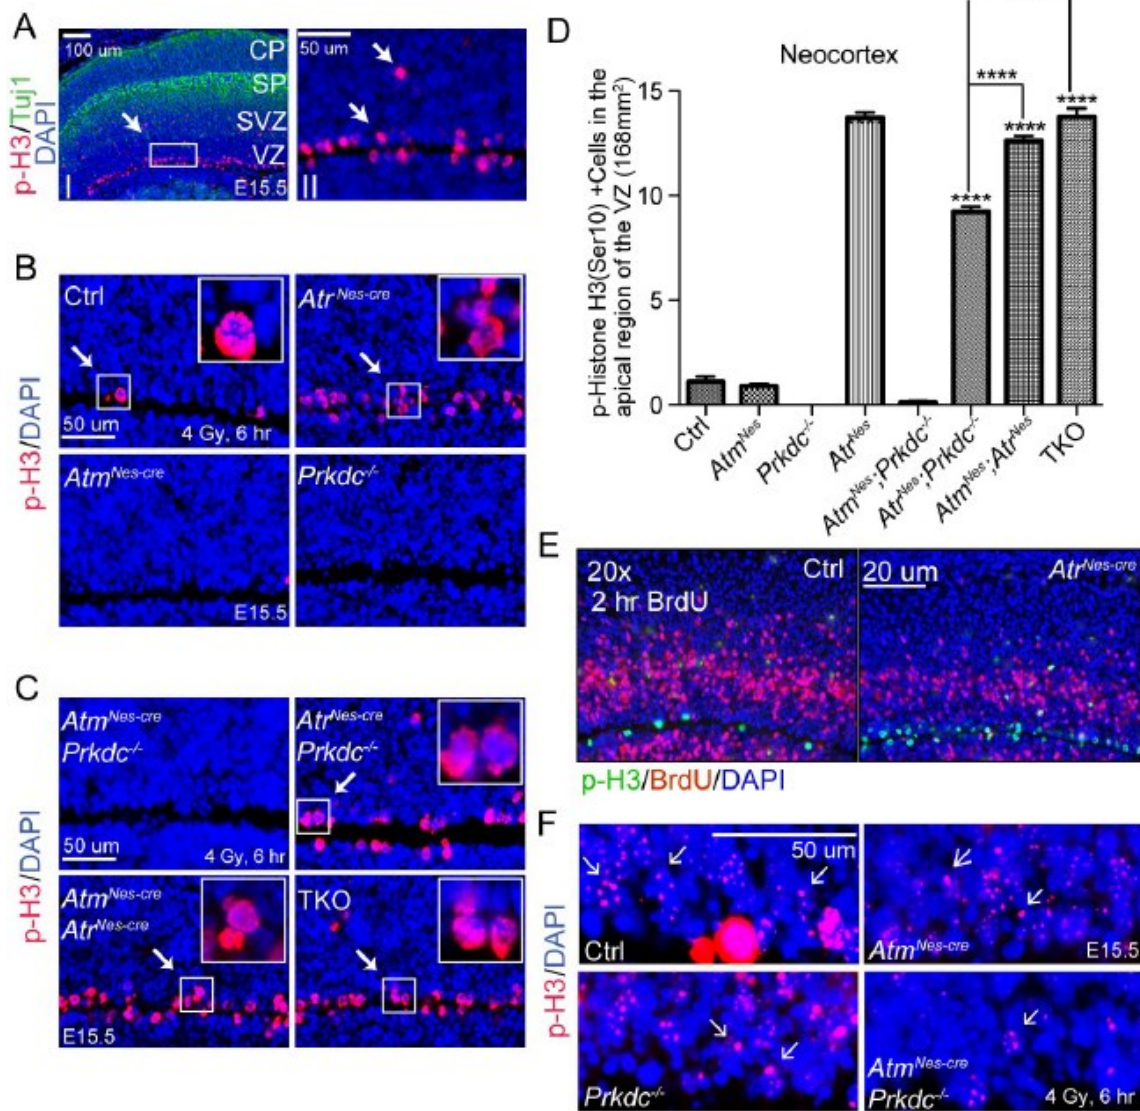 A
p-H3/Tuj1
DAPI
100 um
CP
SP
SVZ
VZ
I
E15.5
50 um
II
B
p-H3/DAPI
Ctrl
50 um
4 Gy, 6 hr
Atr^Nes-cre
Atm^Nes-cre
E15.5
Prkdc^-/-
C
p-H3/DAPI
Atm^Nes-cre
Prkdc^-/-
50 um
4 Gy, 6 hr
Atr^Nes-cre
Prkdc^-/-
Atm^Nes-cre
Atr^Nes-cre
E15.5
TKO
D
Neocortex
p-Histone H3(Ser10) +Cells in the
apical region of the VZ (168mm²)
15
10
5
0
****
****
****
****
Ctrl
Atm^Nes
Prkdc^-/-
Atr^Nes
Atm^Nes;Prkdc^-/-
Atr^Nes;Prkdc^-/-
Atm^Nes;Atr^Nes
TKO
E
20x
2 hr BrdU
Ctrl
20 um
Atr^Nes-cre
p-H3/BrdU/DAPI
F
p-H3/DAPI
50 um
Ctrl
Atm^Nes-cre
E15.5
Prkdc^-/-
Atm^Nes-cre
Prkdc^-/-
4 Gy, 6 hr